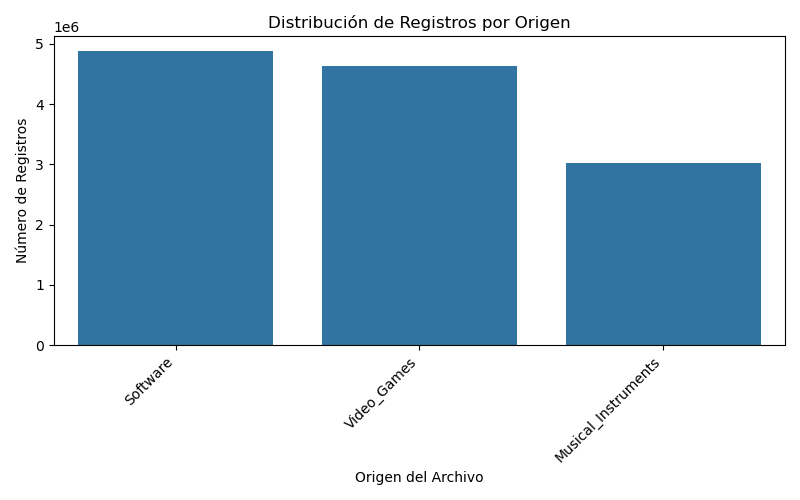 Distribución de Registros por Origen
1e6
5
4
3
2
1
0
Número de Registros
Software
Video_Games
Musical_Instruments
Origen del Archivo